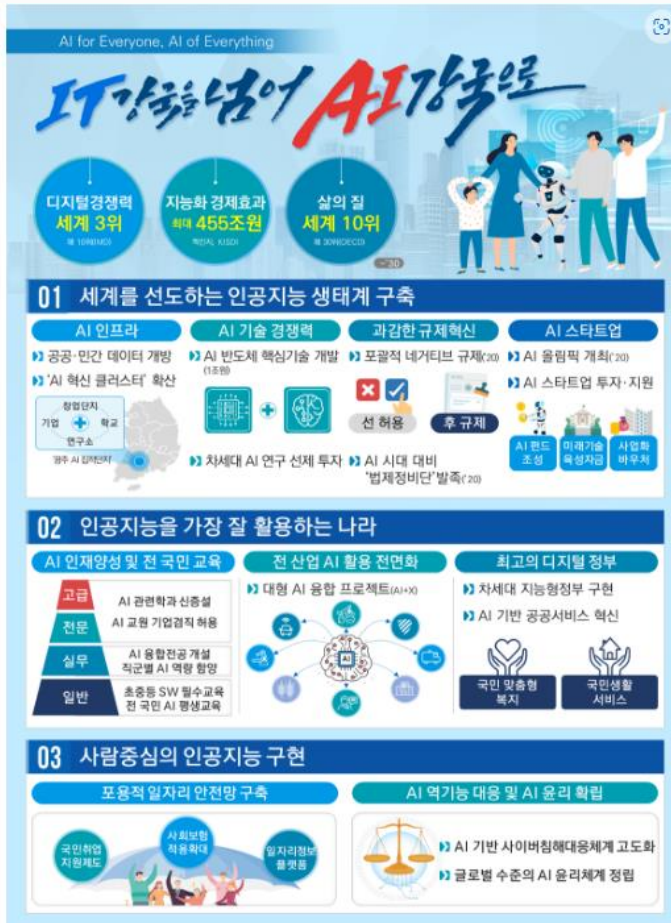 AI for Everyone, AI of Everything
IT강국을 넘어 AI강국으로
디지털경쟁력
세계 3위
現 10위(IMD)
지능화 경제효과
최대 455조원
맥킨지, KISDI
삶의 질
세계 10위
現 30위(OECD)
~'30
01 세계를 선도하는 인공지능 생태계 구축
AI 인프라
공공·민간 데이터 개방
'AI 혁신 클러스터' 확산
창업단지
기업
학교
연구소
'광주 AI 집적단지'
AI 기술 경쟁력
AI 반도체 핵심기술 개발
(1조원)
차세대 AI 연구 선제 투자
과감한 규제혁신
포괄적 네거티브 규제('20)
선 허용
후 규제
AI 시대 대비
'법제정비단' 발족('20)
AI 스타트업
AI 올림픽 개최('20)
AI 스타트업 투자·지원
AI 펀드
조성
미래기술
육성자금
사업화
바우처
02 인공지능을 가장 잘 활용하는 나라
AI 인재양성 및 전 국민 교육
고급
AI 관련학과 신증설
전문
AI 교원 기업겸직 허용
실무
AI 융합전공 개설
직군별 AI 역량 함양
일반
초중등 SW 필수교육
전 국민 AI 평생교육
전 산업 AI 활용 전면화
대형 AI 융합 프로젝트(AI+X)
AI
최고의 디지털 정부
차세대 지능형정부 구현
AI 기반 공공서비스 혁신
국민 맞춤형
복지
국민생활
서비스
03 사람중심의 인공지능 구현
포용적 일자리 안전망 구축
국민취업
지원제도
사회보험
적용확대
일자리정보
플랫폼
AI 역기능 대응 및 AI 윤리 확립
AI 기반 사이버침해대응체계 고도화
글로벌 수준의 AI 윤리체계 정립